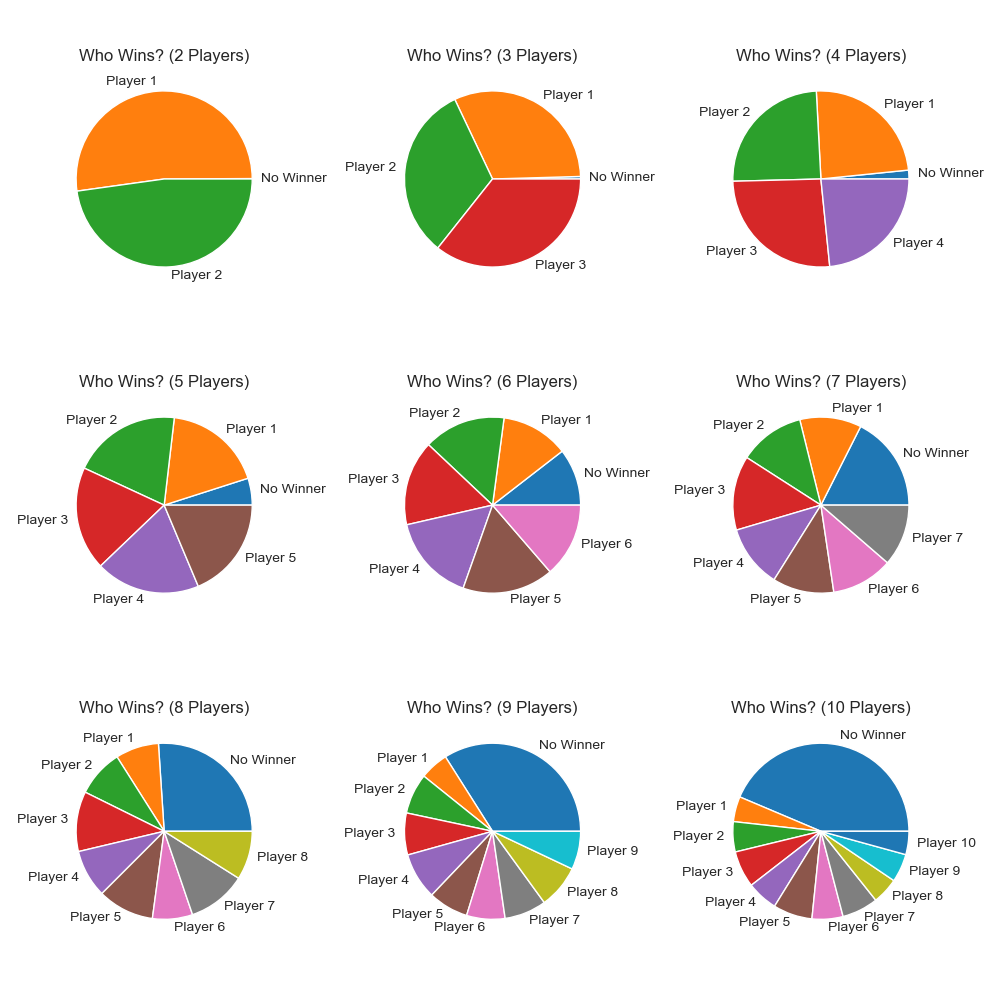 Who Wins? (2 Players)
Player 1
No Winner
Player 2
Who Wins? (3 Players)
Player 1
Player 2
No Winner
Player 3
Who Wins? (4 Players)
Player 1
Player 2
No Winner
Player 3
Player 4
Who Wins? (5 Players)
Player 2
Player 1
No Winner
Player 3
Player 5
Player 4
Who Wins? (6 Players)
Player 2
Player 1
No Winner
Player 3
Player 6
Player 4
Player 5
Who Wins? (7 Players)
Player 1
Player 2
No Winner
Player 3
Player 7
Player 4
Player 6
Player 5
Who Wins? (8 Players)
Player 1
No Winner
Player 2
Player 3
Player 8
Player 4
Player 7
Player 5
Player 6
Who Wins? (9 Players)
No Winner
Player 1
Player 2
Player 3
Player 9
Player 4
Player 8
Player 5
Player 7
Player 6
Who Wins? (10 Players)
No Winner
Player 1
Player 2
Player 10
Player 3
Player 9
Player 8
Player 4
Player 7
Player 5
Player 6